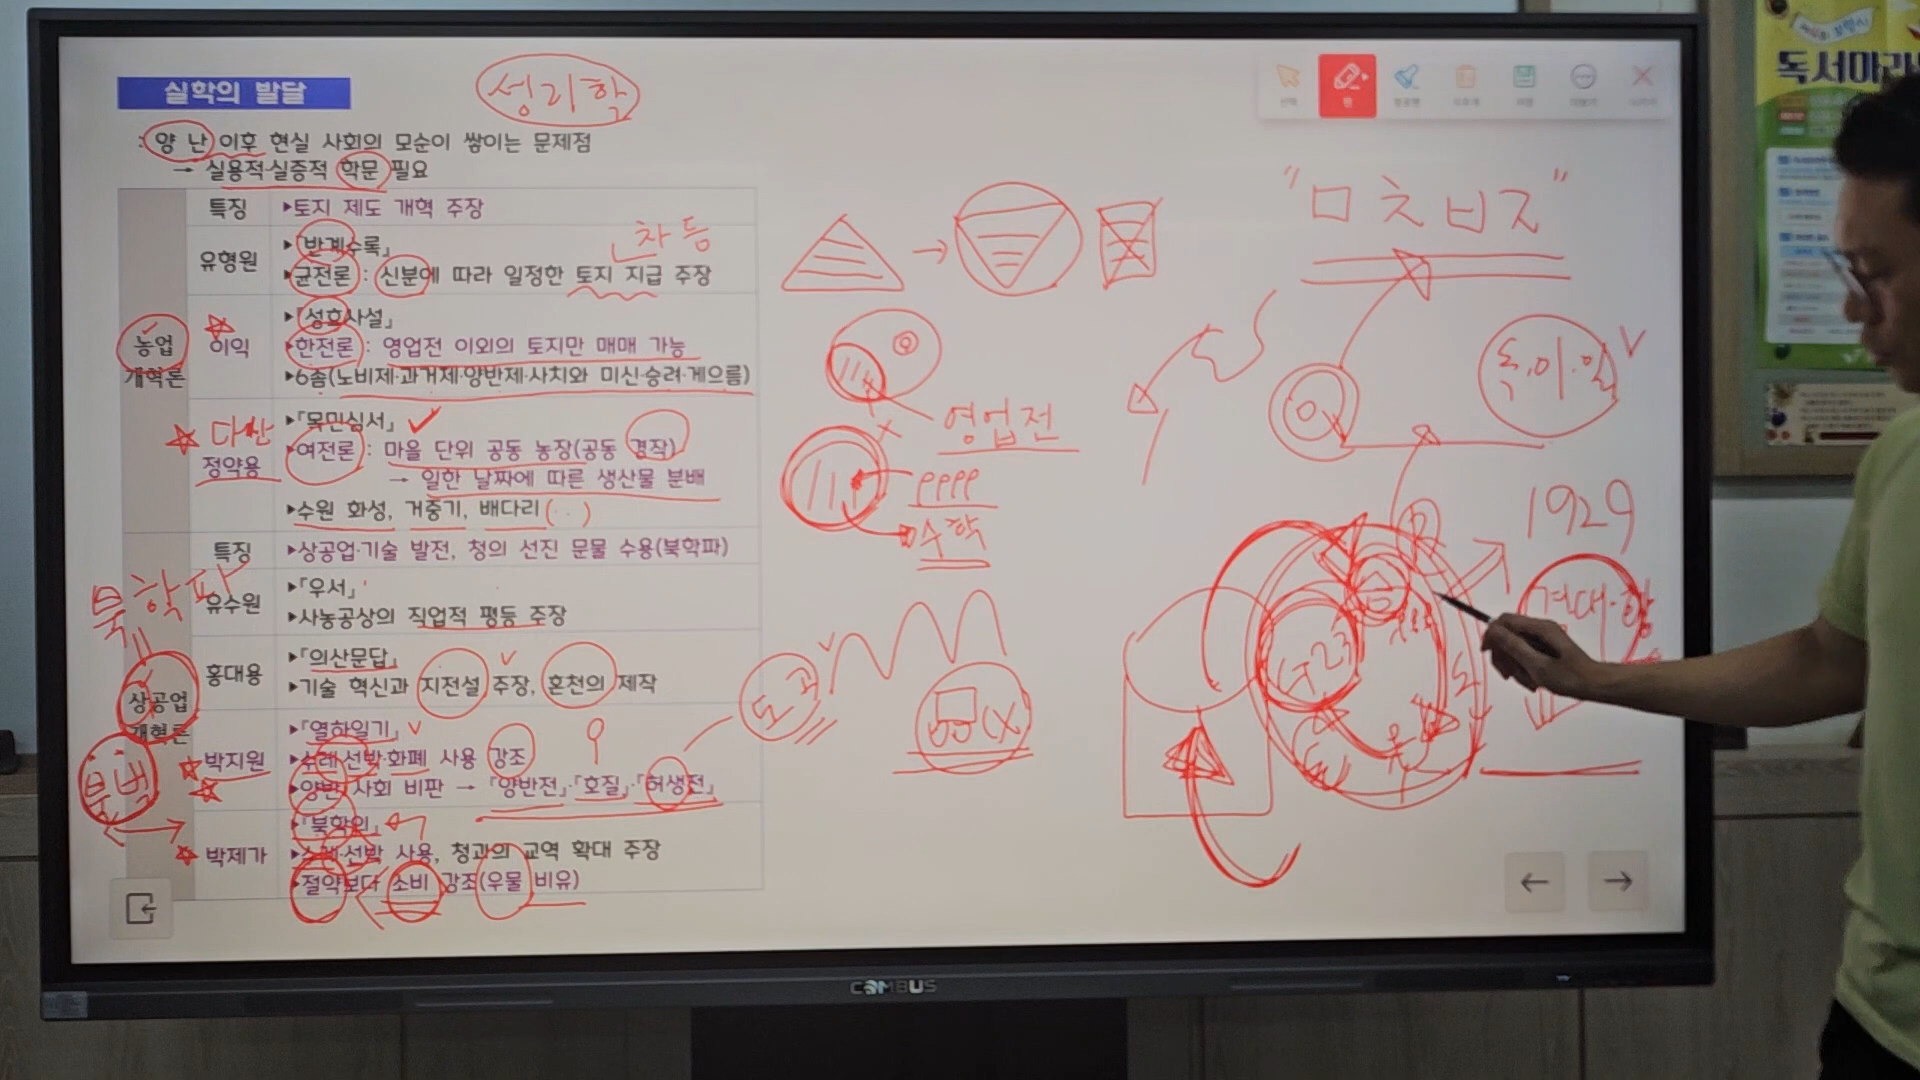 실학의 발달
성리학
: 양 난 이후 현실 사회의 모순이 쌓이는 문제점
→ 실용적·실증적 학문 필요
농업
개혁론
특징
▸토지 제도 개혁 주장
유형원
▸「반계수록」
차등
▸균전론 : 신분에 따라 일정한 토지 지급 주장
이익
▸「성호사설」
▸한전론 : 영업전 이외의 토지만 매매 가능
▸6좀(노비제·과거제·양반제·사치와 미신·승려·게으름)
다산
정약용
▸「목민심서」
▸여전론 : 마을 단위 공동 농장(공동 경작)
→ 일한 날짜에 따른 생산물 분배
▸수원 화성, 거중기, 배다리
북학파
상공업
개혁론
특징
▸상공업·기술 발전, 청의 선진 문물 수용(북학파)
유수원
▸「우서」
▸사농공상의 직업적 평등 주장
홍대용
▸「의산문답」
▸기술 혁신과 지전설 주장, 혼천의 제작
박지원
▸「열하일기」
▸수레·선박·화폐 사용 강조
▸양반 사회 비판 → 「양반전」·「호질」·「허생전」
박제가
▸「북학의」
▸수레·선박 사용, 청과의 교역 확대 주장
▸절약보다 소비 강조(우물 비유)
영업전
수확
도고
(X)
"ㅁㅊㅂㅈ"
1929
CAMBUS
독서마라